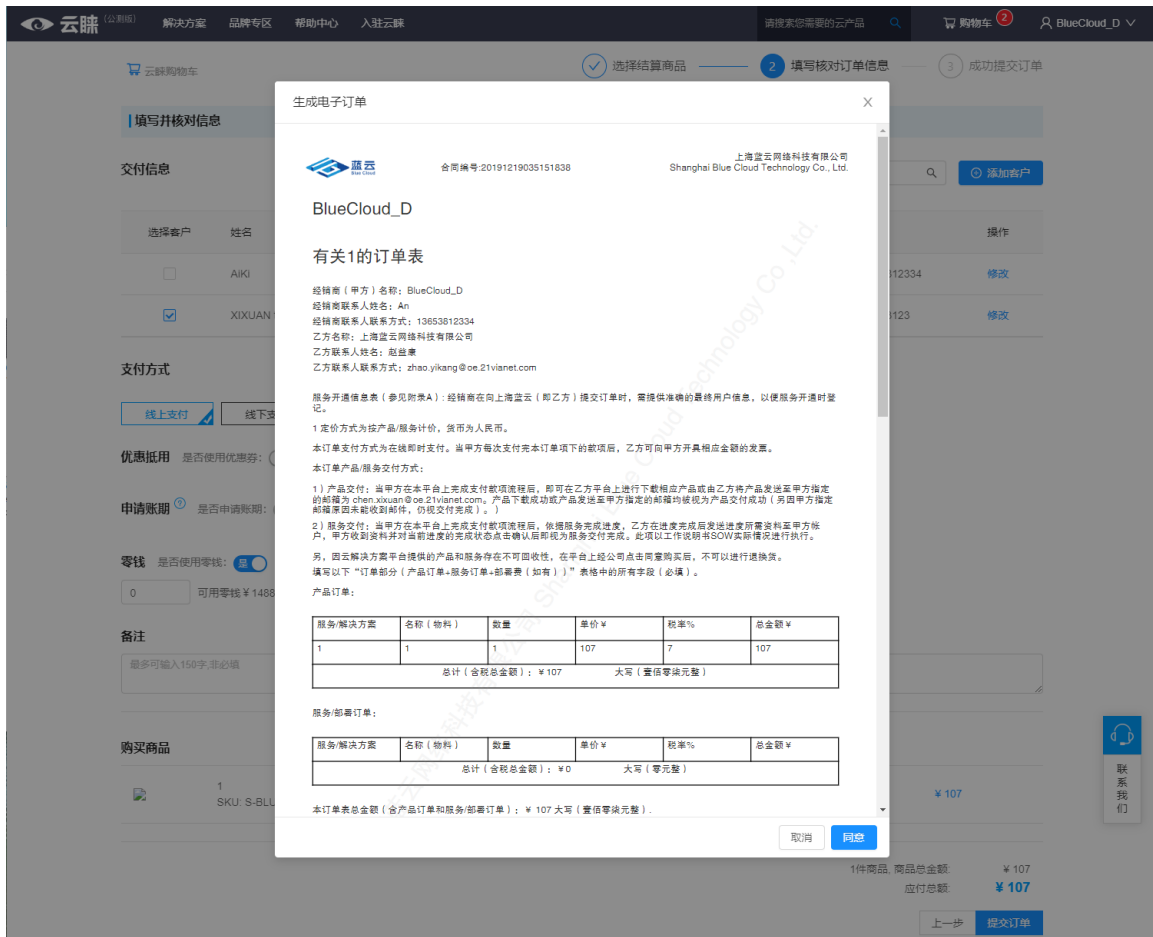 云睐 (公测版) 解决方案 品牌专区 帮助中心 入驻云睐 请搜索您需要的云产品 购物车 2 BlueCloud_D
云睐购物车 选择结算商品 2 填写核对订单信息 3 成功提交订单
生成电子订单
填写并核对信息
蓝云
Blue Cloud
合同编号:20191219035151838
上海蓝云网络科技有限公司
Shanghai Blue Cloud Technology Co., Ltd.
交付信息 添加客户
BlueCloud_D
选择客户 姓名 操作
有关1的订单表
AiKi 312334 修改
经销商（甲方）名称：BlueCloud_D
经销商联系人姓名：An
经销商联系人联系方式：13653812334
XIXUAN 修改
乙方名称：上海蓝云网络科技有限公司
乙方联系人姓名：赵益康
乙方联系人联系方式：zhao.yikang@oe.21vianet.com
支付方式
服务开通信息表（参见附录A）: 经销商在向上海蓝云（即乙方）提交订单时，需提供准确的最终用户信息，以便服务开通时登
记。
线上支付 线下支
1 定价方式为按产品/服务计价，货币为人民币。
本订单支付方式为在线即时支付。当甲方每次支付完本订单项下的款项后，乙方可向甲方开具相应金额的发票。
优惠抵用 是否使用优惠券：
本订单产品/服务交付方式：
1）产品交付：当甲方在本平台上完成支付款项流程后，即可在乙方平台上进行下载相应产品或由乙方将产品发送至甲方指定
的邮箱为 chen.xixuan@oe.21vianet.com。产品下载成功或产品发送至甲方指定的邮箱均被视为产品交付成功（另因甲方指定
邮箱原因未能收到邮件，仍视交付完成）。）
申请账期 是否申请账期：
2）服务交付：当甲方在本平台上完成支付款项流程后，依据服务完成进度，乙方在进度完成后发送进度所需资料至甲方帐
户，甲方收到资料并对当前进度的完成状态点击确认后即视为服务交付完成。此项以工作说明书SOW实际情况进行执行。
另，因云解决方案平台提供的产品和服务存在不可回收性，在平台上经公司点击同意购买后，不可以进行退换货。
零钱 是否使用零钱： 是
填写以下“订单部分（产品订单+服务订单+部署费（如有））”表格中的所有字段（必填）。
0 可用零钱 ¥ 1488
产品订单：
服务/解决方案 名称（物料） 数量 单价 ¥ 税率% 总金额 ¥
1 1 1 107 7 107
总计（含税总金额）: ¥ 107 大写（壹佰零柒元整）
备注
最多可输入150字,非必填
服务/部署订单：
服务/解决方案 名称（物料） 数量 单价 ¥ 税率% 总金额 ¥
总计（含税总金额）: ¥0 大写（零元整）
购买商品
1
SKU: S-BLU
¥ 107
本订单表总金额（含产品订单和服务/部署订单）: ¥ 107 大写（壹佰零柒元整）.
取消 同意
1件商品, 商品总金额: ¥ 107
应付总额: ¥ 107
上一步 提交订单
联系我们